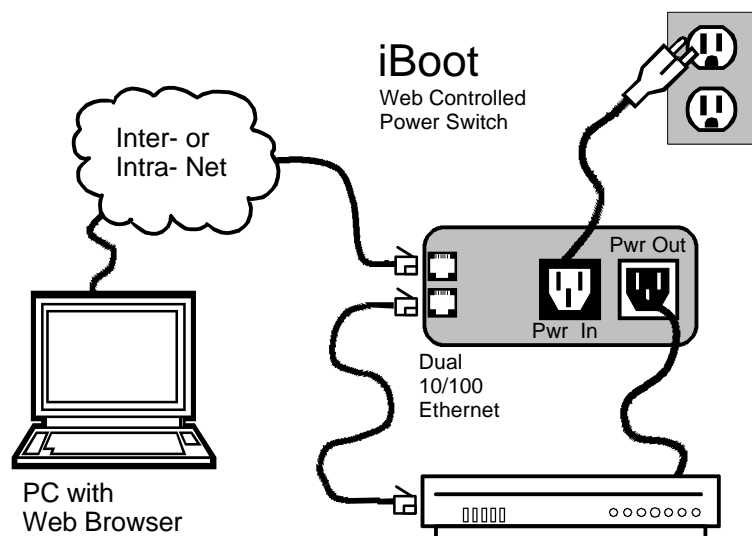 iBoot
Web Controlled
Power Switch
Inter- or
Intra- Net
Pwr Out
Pwr In
Dual
10/100
Ethernet
PC with
Web Browser